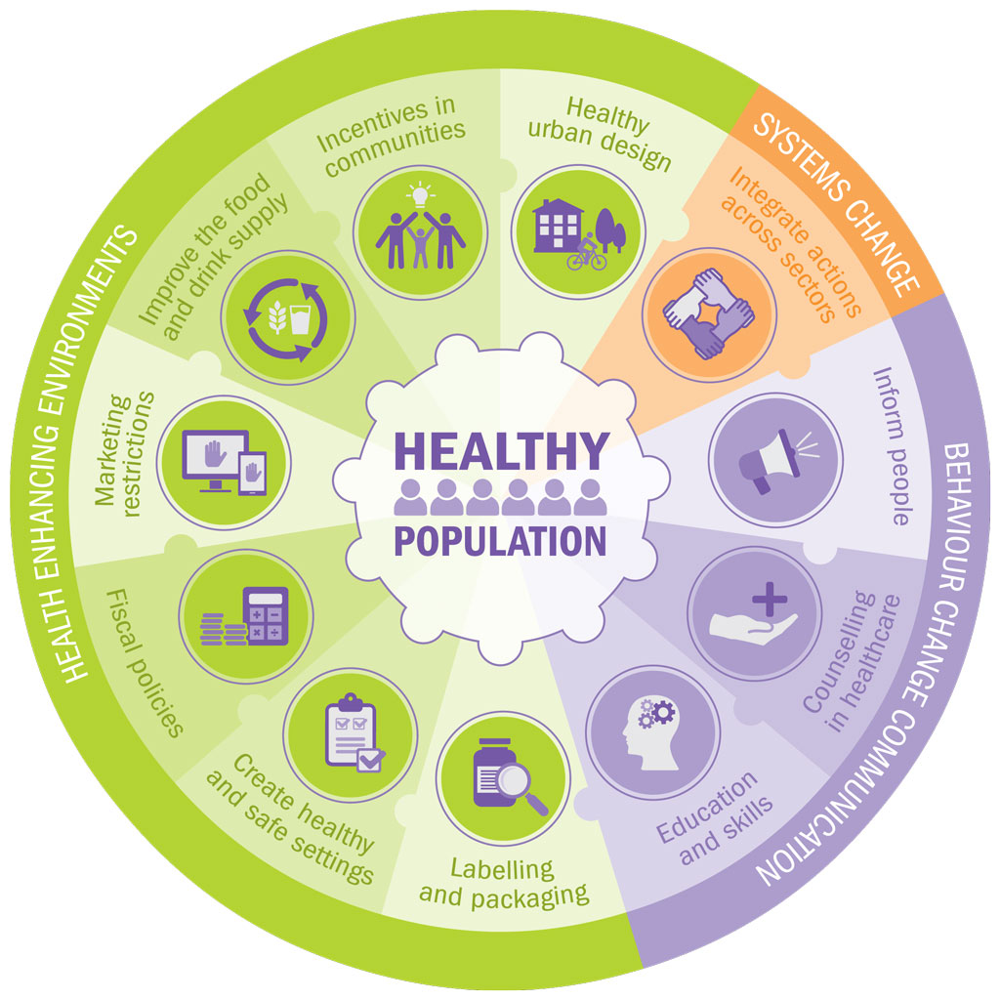 HEALTHY
POPULATION
HEALTH ENHANCING ENVIRONMENTS
Healthy
urban design
Incentives in
communities
Improve the food
and drink supply
Marketing
restrictions
Fiscal policies
Create healthy
and safe settings
Labelling
and packaging
SYSTEMS CHANGE
Integrate actions
across sectors
BEHAVIOUR CHANGE COMMUNICATION
Inform people
Counselling
in healthcare
Education
and skills